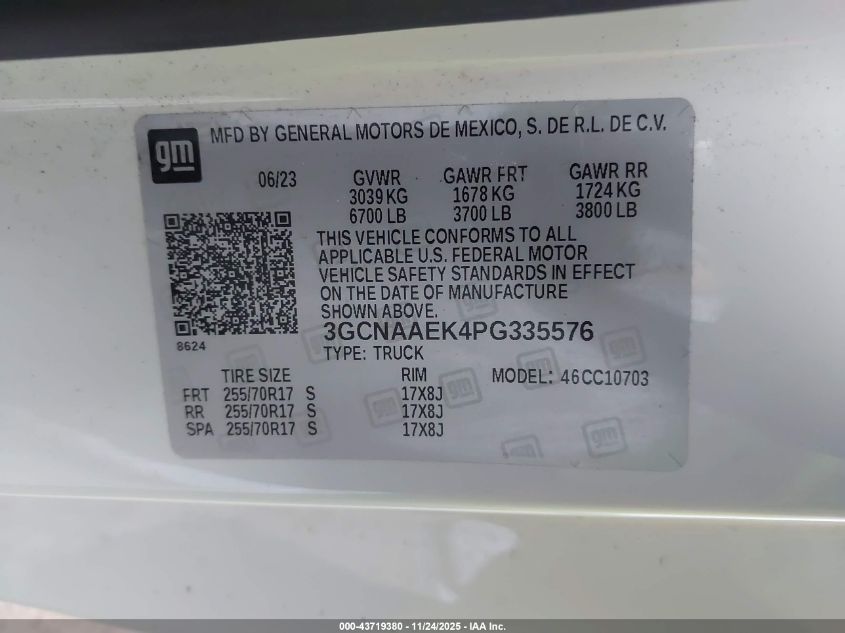 gm
MFD BY GENERAL MOTORS DE MEXICO, S. DE R.L. DE C.V.
06/23 GVWR GAWR FRT GAWR RR
3039 KG 1678 KG 1724 KG
6700 LB 3700 LB 3800 LB
THIS VEHICLE CONFORMS TO ALL
APPLICABLE U.S. FEDERAL MOTOR
VEHICLE SAFETY STANDARDS IN EFFECT
ON THE DATE OF MANUFACTURE
SHOWN ABOVE.
3GCNAAEK4PG335576
8624
TYPE: TRUCK
TIRE SIZE RIM MODEL: 46CC10703
FRT 255/70R17 S 17X8J
RR 255/70R17 S 17X8J
SPA 255/70R17 S 17X8J
000-43719380 - 11/24/2025 - IAA Inc.